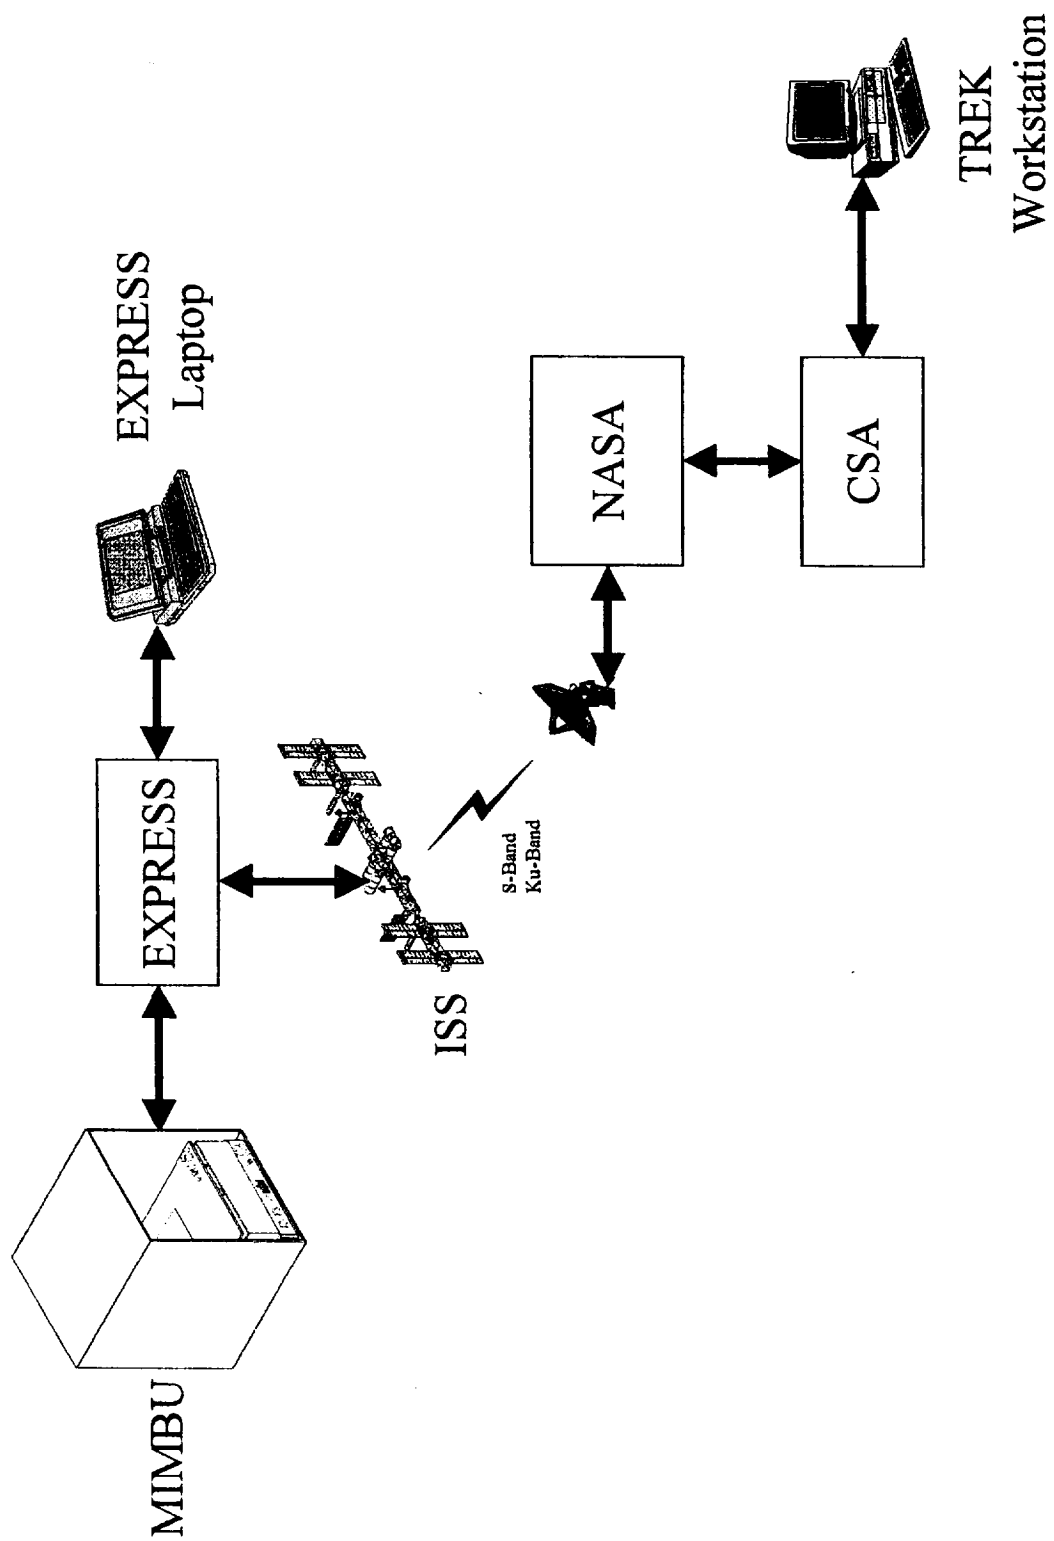 MIMBU
EXPRESS
EXPRESS
Laptop
ISS
S-Band
Ku-Band
NASA
CSA
TREK
Workstation